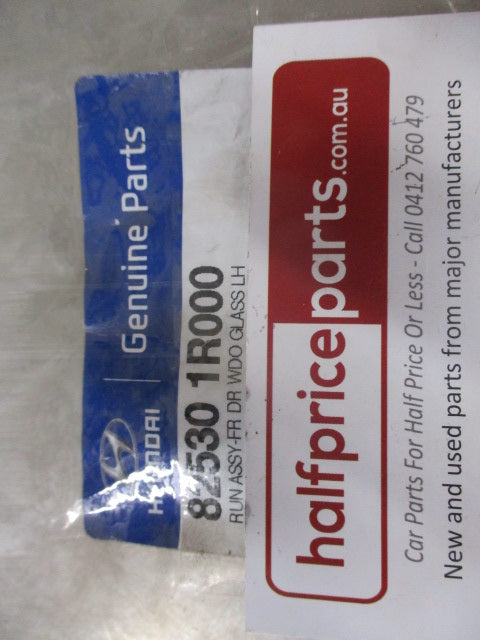 HYUNDAI | Genuine Parts
82530 1R000
RUN ASSY-FR DR WDO GLASS LH
halfpriceparts.com.au
Car Parts For Half Price Or Less - Call 0412 760 479
New and used parts from major manufacturers